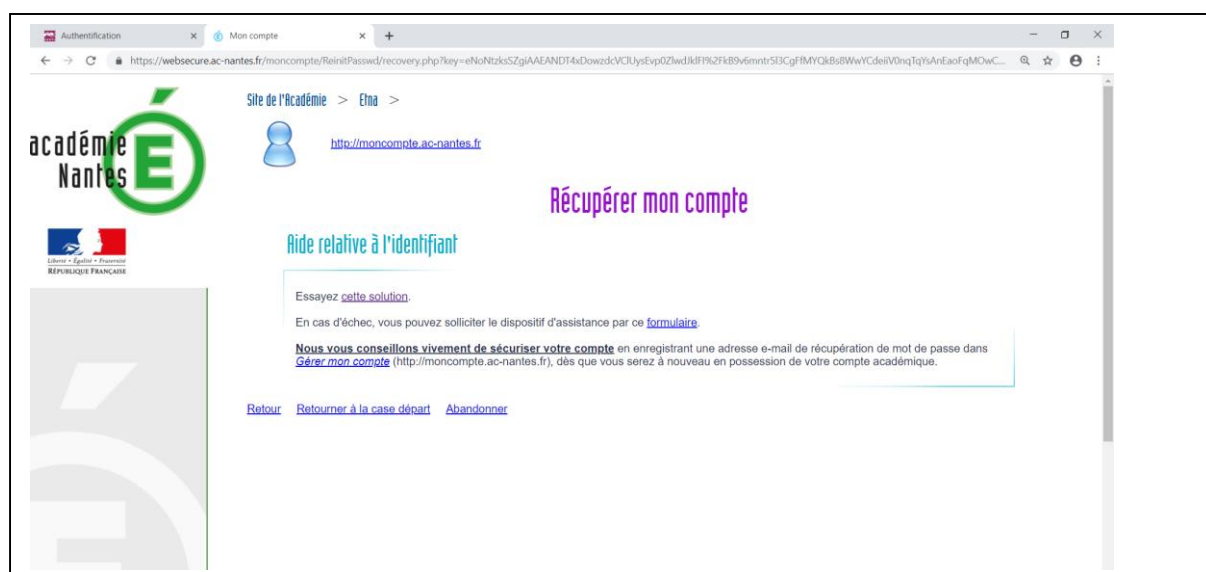 Authentification
Mon compte
https://websecure.ac-nantes.fr/moncompte/ReinitPasswd/recovery.php?key=
Site de l'Académie > Etna >
http://moncompte.ac-nantes.fr
académie
Nantes
É
Récupérer mon compte
Aide relative à l'identifiant
Liberté • Égalité • Fraternité
RÉPUBLIQUE FRANÇAISE
Essayez cette solution.
En cas d'échec, vous pouvez solliciter le dispositif d'assistance par ce formulaire.
Nous vous conseillons vivement de sécuriser votre compte en enregistrant une adresse e-mail de récupération de mot de passe dans
Gérer mon compte (http://moncompte.ac-nantes.fr), dès que vous serez à nouveau en possession de votre compte académique.
Retour Retourner à la case départ Abandonner